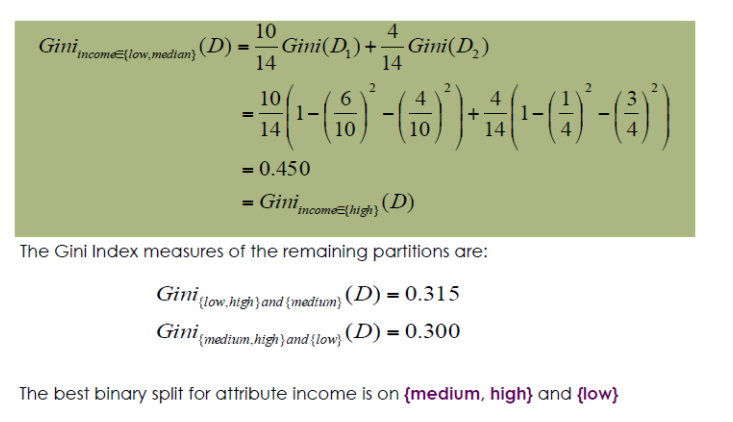 Gini_{income∈{low,median}}(D) = \frac{10}{14} Gini(D_1) + \frac{4}{14} Gini(D_2)
= \frac{10}{14} \left(1 - \left(\frac{6}{10}\right)^2 - \left(\frac{4}{10}\right)^2\right) + \frac{4}{14} \left(1 - \left(\frac{1}{4}\right)^2 - \left(\frac{3}{4}\right)^2\right)
= 0.450
= Gini_{income∈{high}}(D)
The Gini Index measures of the remaining partitions are:
Gini_{{low,high} and {medium}}(D) = 0.315
Gini_{{medium,high} and {low}}(D) = 0.300
The best binary split for attribute income is on {medium, high} and {low}